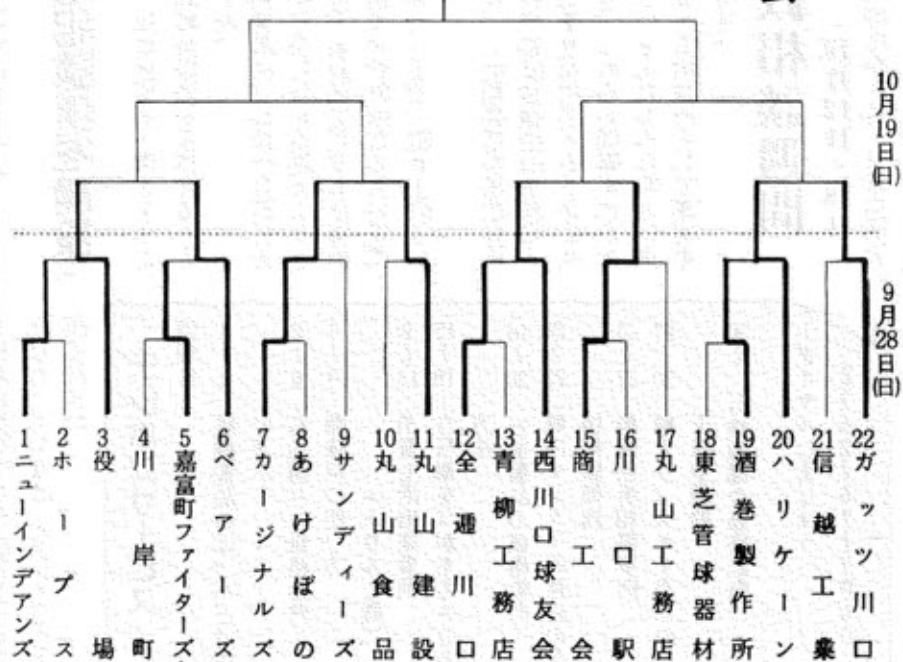 10月19日(日)
9月28日(日)
1 ニューインデアンズ
2 ホープス
3 役場
4 川岸町
5 嘉富町ファイターズ
6 ベアーズ
7 カージナルズ
8 あけぼの
9 サンディーズ
10 丸山食品
11 丸山建設
12 全逓川口
13 青柳工務店
14 西川口球友会
15 商工会
16 川口駅
17 丸山工務店
18 東芝管球器材
19 酒巻製作所
20 ハリケーン
21 信越工業
22 ガッツ川口